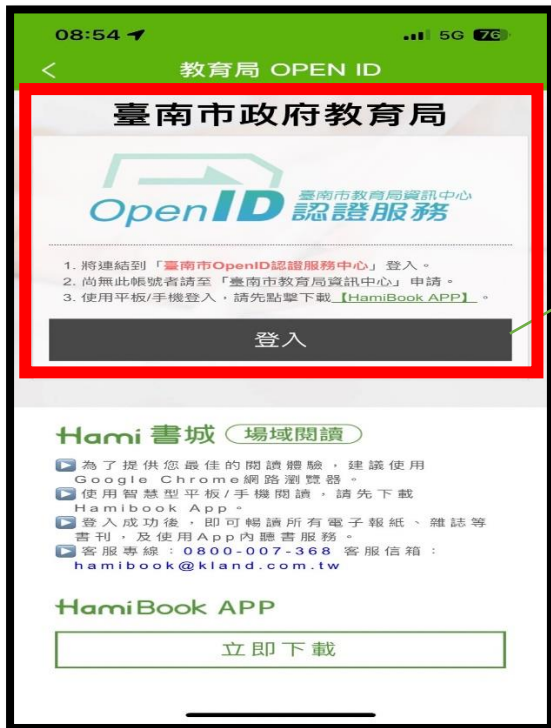 08:54
5G 76
教育局 OPEN ID
臺南市政府教育局
OpenID
臺南市教育局資訊中心
認證服務
1. 將連結到「臺南市OpenID認證服務中心」登入。
2. 尚無此帳號者請至「臺南市教育局資訊中心」申請。
3. 使用平板/手機登入，請先點擊下載【HamiBook APP】。
登入
Hami 書城 場域閱讀
為了提供您最佳的閱讀體驗，建議使用
Google Chrome網路瀏覽器。
使用智慧型平板/手機閱讀，請先下載
Hamibook App。
登入成功後，即可暢讀所有電子報紙、雜誌等
書刊，及使用App內聽書服務。
客服專線：0800-007-368 客服信箱：
hamibook@kland.com.tw
HamiBook APP
立即下載